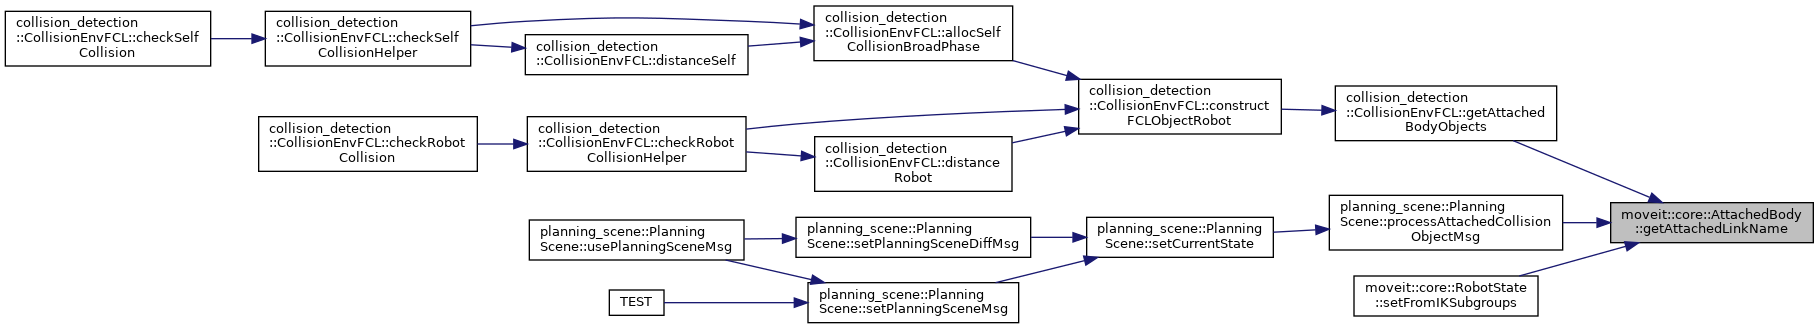 collision_detection
::CollisionEnvFCL::checkSelf
Collision
collision_detection
::CollisionEnvFCL::checkSelf
CollisionHelper
collision_detection
::CollisionEnvFCL::distanceSelf
collision_detection
::CollisionEnvFCL::allocSelf
CollisionBroadPhase
collision_detection
::CollisionEnvFCL::construct
FCLObjectRobot
collision_detection
::CollisionEnvFCL::getAttached
BodyObjects
collision_detection
::CollisionEnvFCL::checkRobot
Collision
collision_detection
::CollisionEnvFCL::checkRobot
CollisionHelper
collision_detection
::CollisionEnvFCL::distance
Robot
planning_scene::Planning
Scene::usePlanningSceneMsg
planning_scene::Planning
Scene::setPlanningSceneDiffMsg
planning_scene::Planning
Scene::setCurrentState
planning_scene::Planning
Scene::processAttachedCollision
ObjectMsg
moveit::core::AttachedBody
::getAttachedLinkName
TEST
planning_scene::Planning
Scene::setPlanningSceneMsg
moveit::core::RobotState
::setFromIKSubgroups